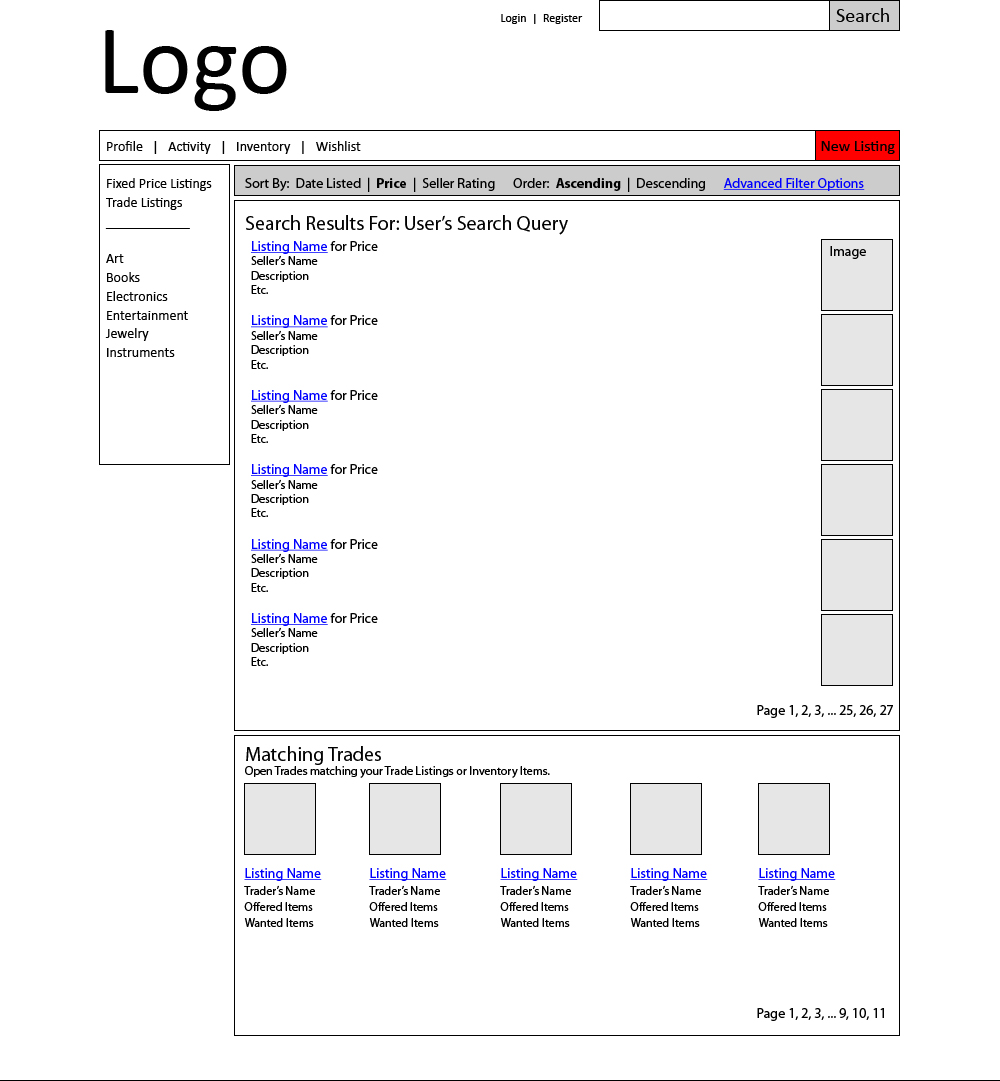 Login | Register
Search
Logo
Profile | Activity | Inventory | Wishlist
New Listing
Fixed Price Listings
Trade Listings
Art
Books
Electronics
Entertainment
Jewelry
Instruments
Sort By: Date Listed | Price | Seller Rating Order: Ascending | Descending Advanced Filter Options
Search Results For: User's Search Query
Listing Name for Price
Seller's Name
Description
Etc.
Image
Listing Name for Price
Seller's Name
Description
Etc.
Listing Name for Price
Seller's Name
Description
Etc.
Listing Name for Price
Seller's Name
Description
Etc.
Listing Name for Price
Seller's Name
Description
Etc.
Listing Name for Price
Seller's Name
Description
Etc.
Page 1, 2, 3, ... 25, 26, 27
Matching Trades
Open Trades matching your Trade Listings or Inventory Items.
Listing Name Listing Name Listing Name Listing Name Listing Name
Trader's Name Trader's Name Trader's Name Trader's Name Trader's Name
Offered Items Offered Items Offered Items Offered Items Offered Items
Wanted Items Wanted Items Wanted Items Wanted Items Wanted Items
Page 1, 2, 3, ... 9, 10, 11